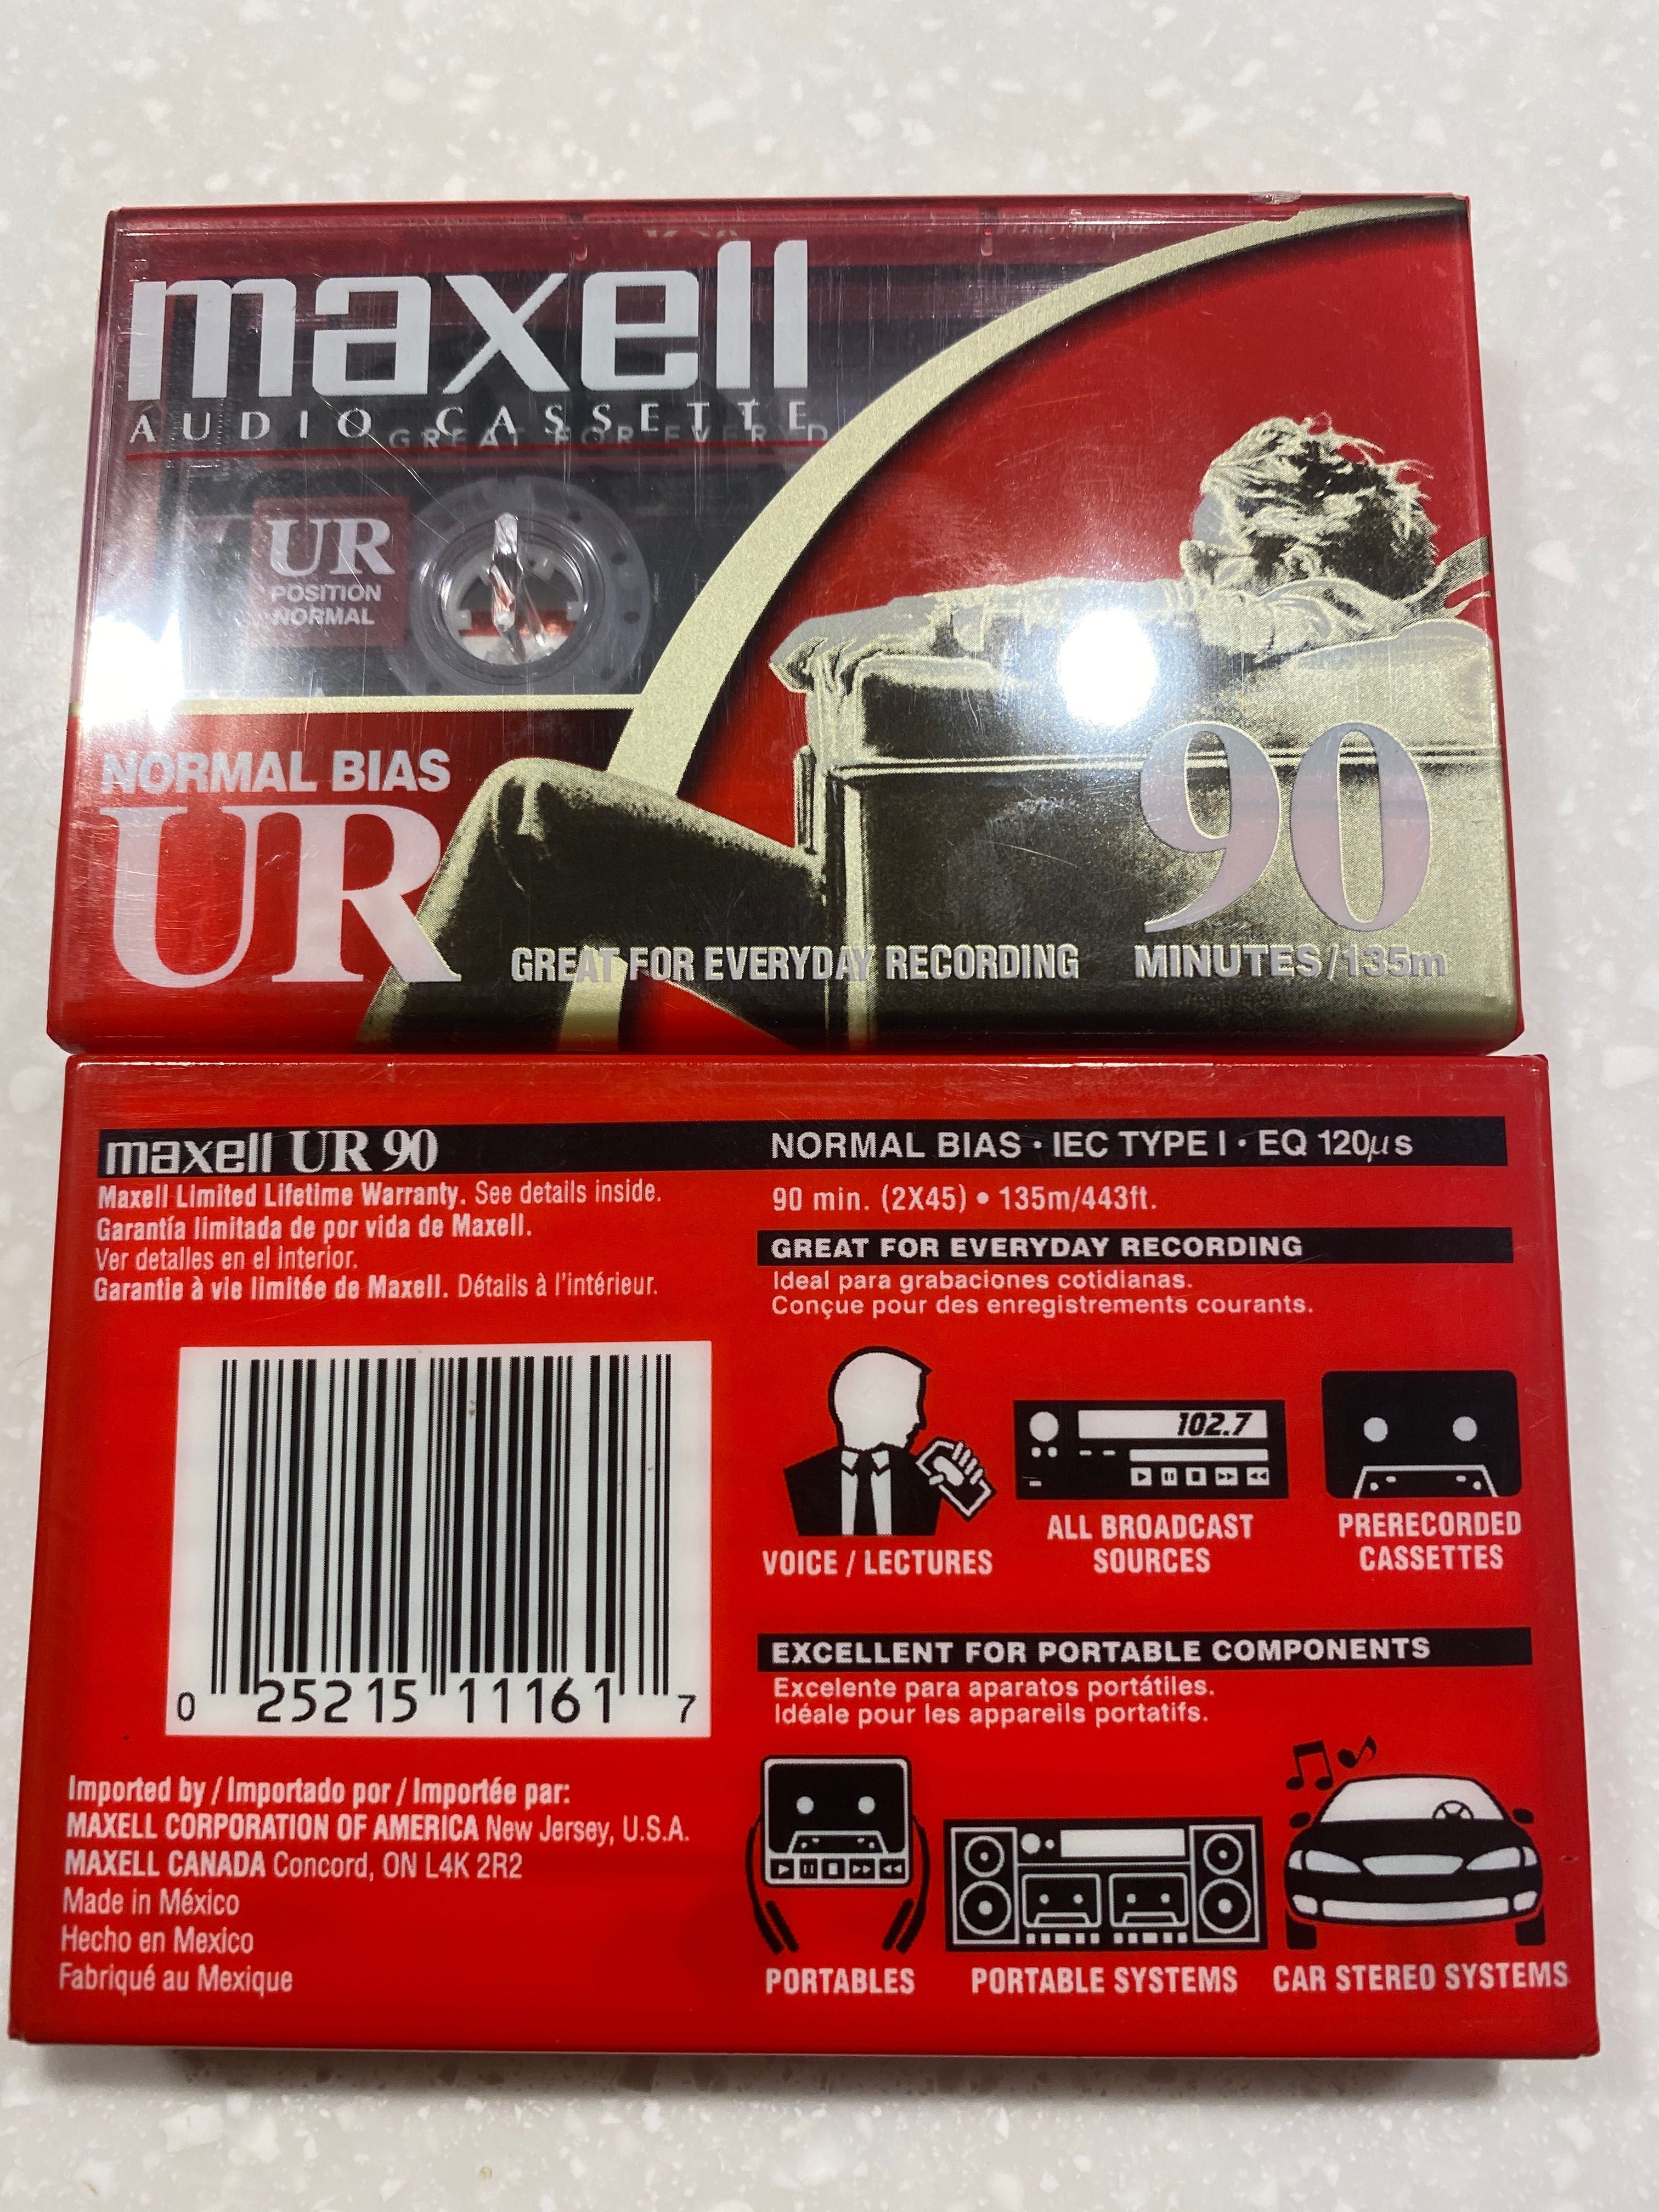 maxell
AUDIO CASSETTE
GREAT FOR EVERYD
UR
POSITION
NORMAL
NORMAL BIAS
UR
GREAT FOR EVERYDAY RECORDING
90
MINUTES/135m
maxell UR 90
NORMAL BIAS · IEC TYPE I · EQ 120µs
Maxell Limited Lifetime Warranty. See details inside.
Garantía limitada de por vida de Maxell.
Ver detalles en el interior.
Garantie à vie limitée de Maxell. Détails à l'intérieur.
90 min. (2X45) • 135m/443ft.
GREAT FOR EVERYDAY RECORDING
Ideal para grabaciones cotidianas.
Conçue pour des enregistrements courants.
102.7
VOICE / LECTURES
ALL BROADCAST
SOURCES
PRERECORDED
CASSETTES
0 25215 11161 7
EXCELLENT FOR PORTABLE COMPONENTS
Excelente para aparatos portátiles.
Idéale pour les appareils portatifs.
PORTABLES
PORTABLE SYSTEMS
CAR STEREO SYSTEMS
Imported by / Importado por / Importée par:
MAXELL CORPORATION OF AMERICA New Jersey, U.S.A.
MAXELL CANADA Concord, ON L4K 2R2
Made in México
Hecho en Mexico
Fabriqué au Mexique